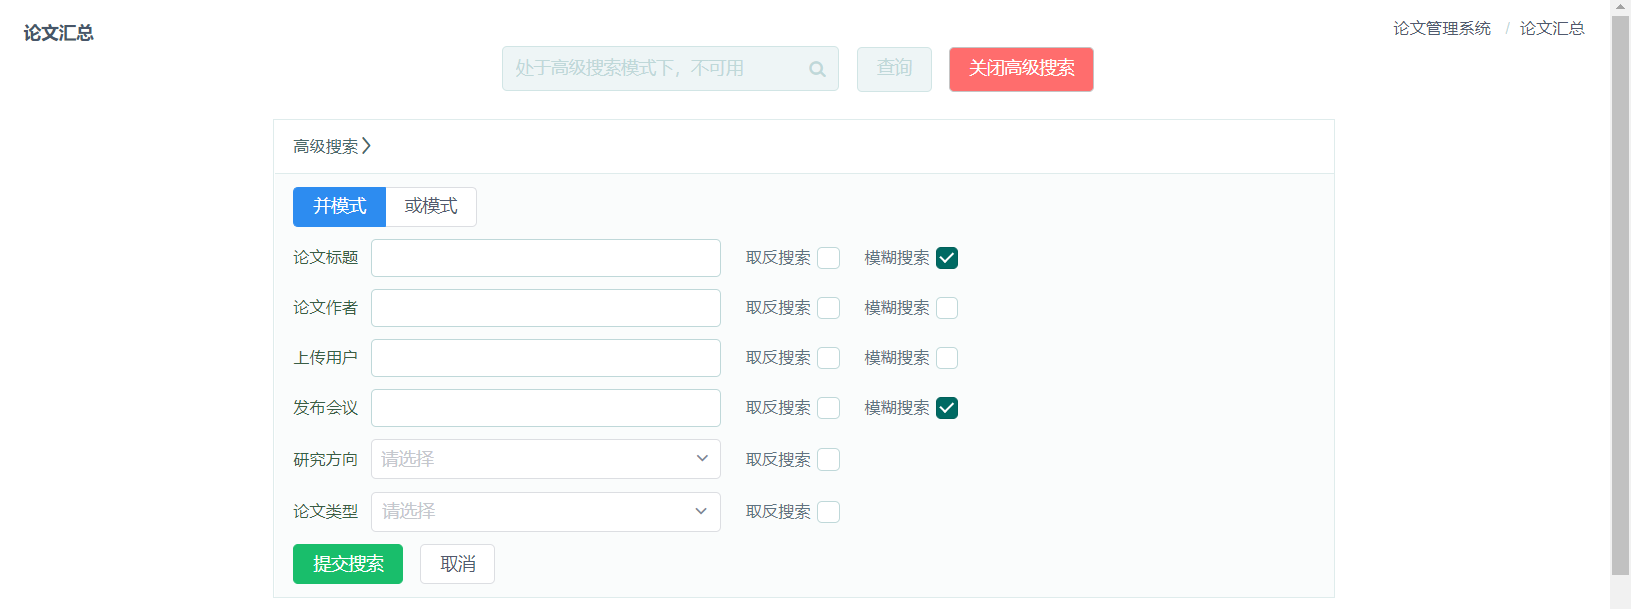 论文汇总
论文管理系统 / 论文汇总
处于高级搜索模式下，不可用 查询 关闭高级搜索
高级搜索
并模式 或模式
论文标题 取反搜索 模糊搜索
论文作者 取反搜索 模糊搜索
上传用户 取反搜索 模糊搜索
发布会议 取反搜索 模糊搜索
研究方向 请选择 取反搜索
论文类型 请选择 取反搜索
提交搜索 取消